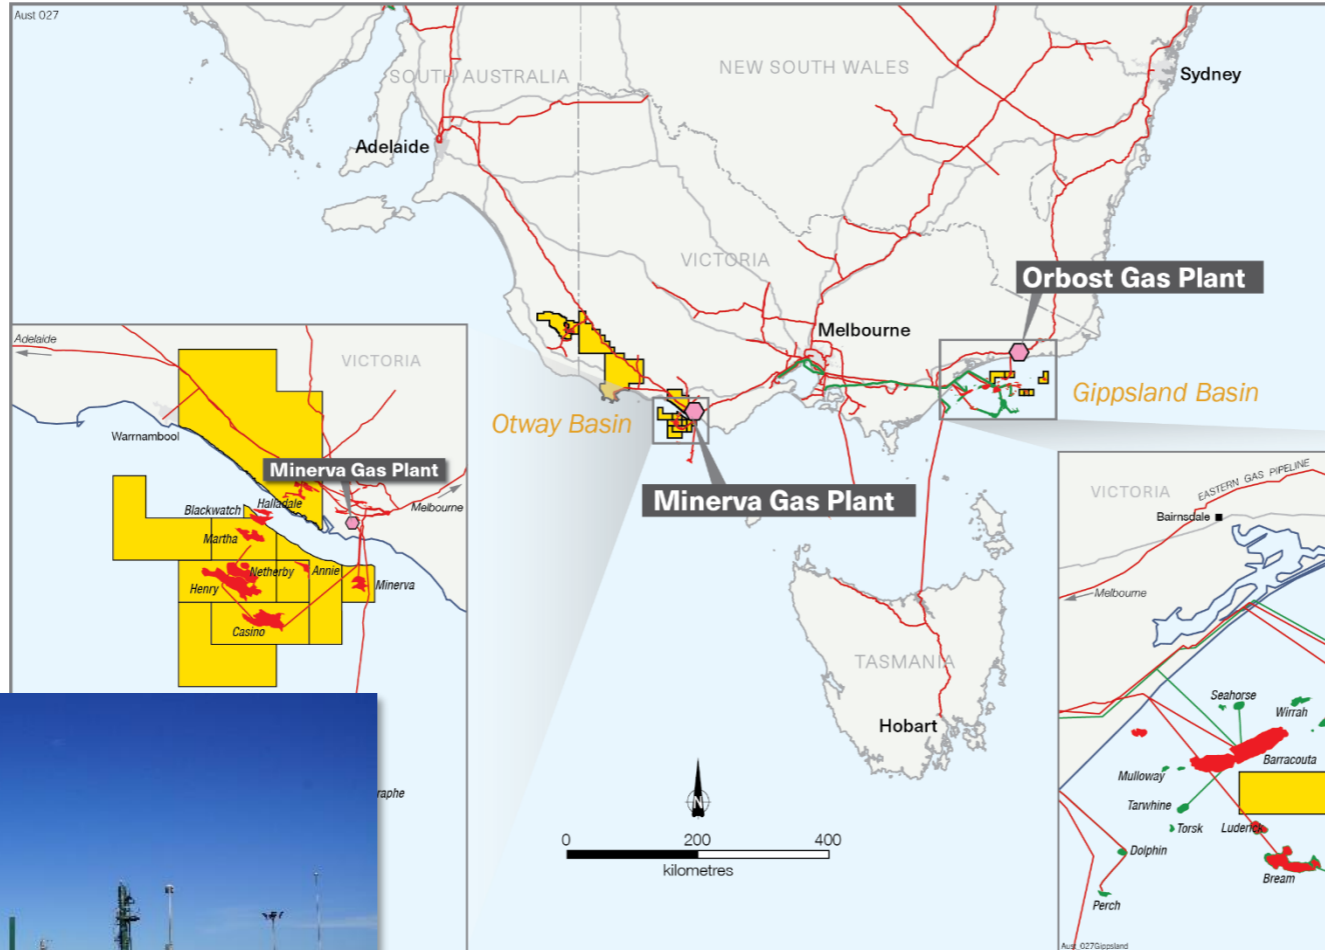 Aust 027
SOUTH AUSTRALIA
NEW SOUTH WALES
Sydney
Adelaide
VICTORIA
Orbost Gas Plant
Melbourne
Gippsland Basin
Otway Basin
Minerva Gas Plant
TASMANIA
Hobart
N
0 200 400
kilometres
Adelaide
VICTORIA
Warrnambool
Minerva Gas Plant
Halladale
Blackwatch
Melbourne
Martha
Netherby
Annie
Henry
Minerva
Casino
raphe
VICTORIA
EASTERN GAS PIPELINE
Bairnsdale
Melbourne
Seahorse
Wirrah
Barracouta
Mulloway
Tarwhine
Torsk
Luderick
Dolphin
Bream
Perch
Aust_027Gippsland